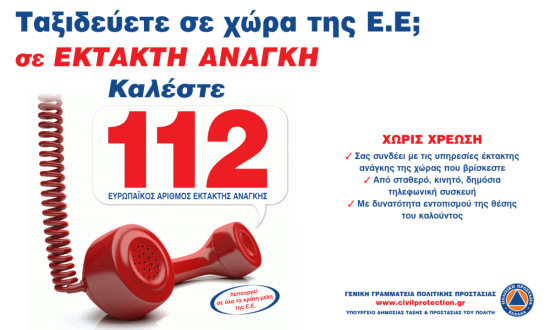 Ταξιδεύετε σε χώρα της Ε.Ε;
σε ΕΚΤΑΚΤΗ ΑΝΑΓΚΗ
Καλέστε
112
ΕΥΡΩΠΑΪΚΟΣ ΑΡΙΘΜΟΣ ΕΚΤΑΚΤΗΣ ΑΝΑΓΚΗΣ
ΧΩΡΙΣ ΧΡΕΩΣΗ
✓ Σας συνδέει με τις υπηρεσίες έκτακτης
ανάγκης της χώρας που βρίσκεστε
✓ Από σταθερό, κινητό, δημόσια
τηλεφωνική συσκευή
✓ Με δυνατότητα εντοπισμού της θέσης
του καλούντος
Λειτουργεί
σε όλα τα κράτη-μέλη
της Ε.Ε.
ΓΕΝΙΚΗ ΓΡΑΜΜΑΤΕΙΑ ΠΟΛΙΤΙΚΗΣ ΠΡΟΣΤΑΣΙΑΣ
www.civilprotection.gr
ΥΠΟΥΡΓΕΙΟ ΔΗΜΟΣΙΑΣ ΤΑΞΗΣ & ΠΡΟΣΤΑΣΙΑΣ ΤΟΥ ΠΟΛΙΤΗ
ΠΟΛΙΤΙΚΗ ΠΡΟΣΤΑΣΙΑ
ΕΛΛΑΔΑ